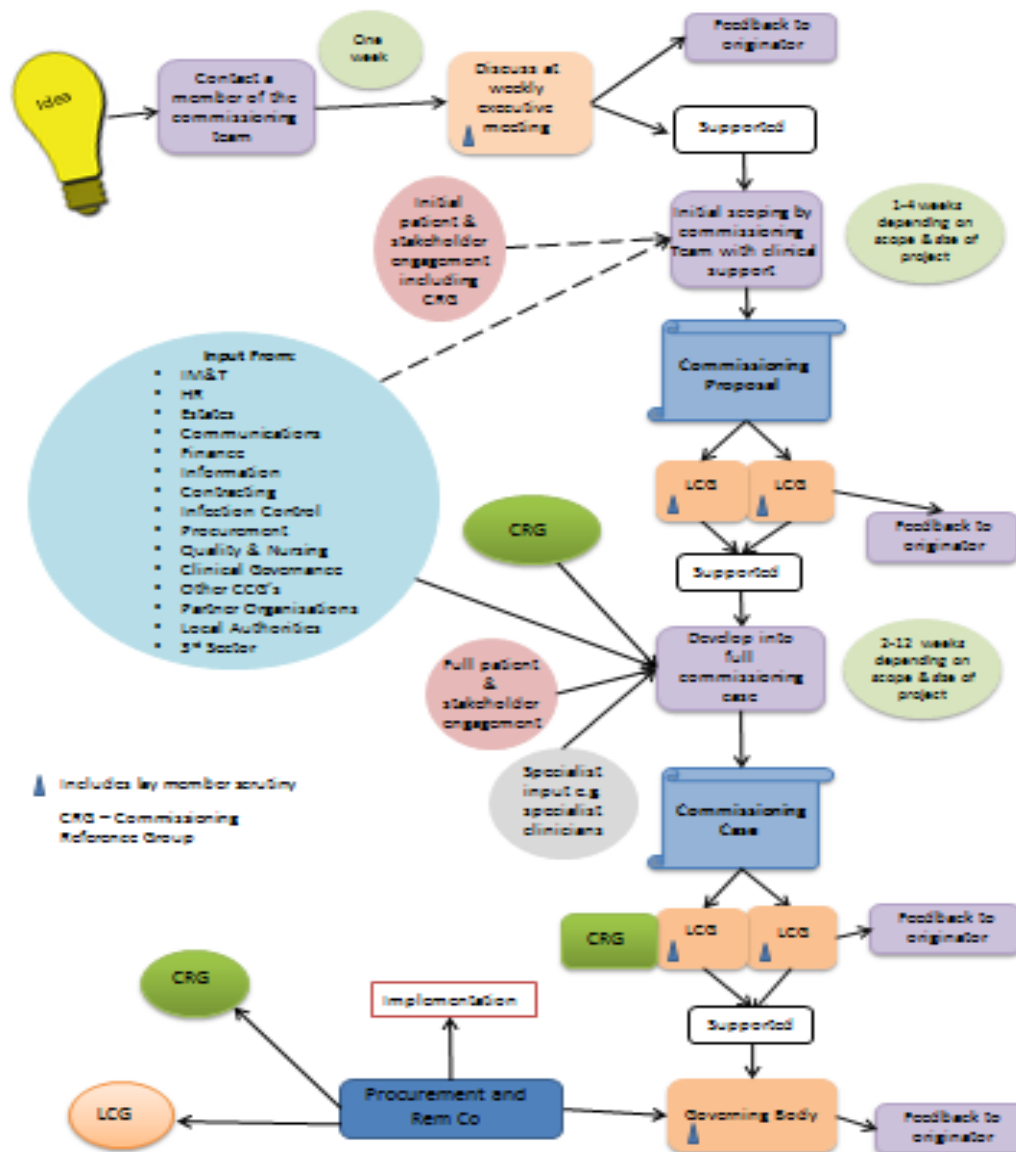 Idea
Contact a
member of the
commissioning
team
One
week
Discuss at
weekly
executive
meeting
Feedback to
originator
Supported
Initial
patient &
stakeholder
engagement
including
CRG
Initial scoping by
commissioning
Team with clinical
support
1-4 weeks
depending on
scope & size of
project
Commissioning
Proposal
Input From:
• IM&T
• HR
• Estates
• Communications
• Finance
• Information
• Contracting
• Infection Control
• Procurement
• Quality & Nursing
• Clinical Governance
• Other CCG's
• Partner Organisations
• Local Authorities
• 3rd Sector
LCG
LCG
Feedback to
originator
CRG
Supported
Full patient
&
stakeholder
engagement
Develop into
full
commissioning
case
2-12 weeks
depending on
scope & size of
project
Specialist
input e.g
specialist
clinicians
Commissioning
Case
Includes lay member scrutiny
CRG – Commissioning
Reference Group
CRG
LCG
LCG
Feedback to
originator
CRG
Implementation
Supported
LCG
Procurement and
Rem Co
Governing Body
Feedback to
originator